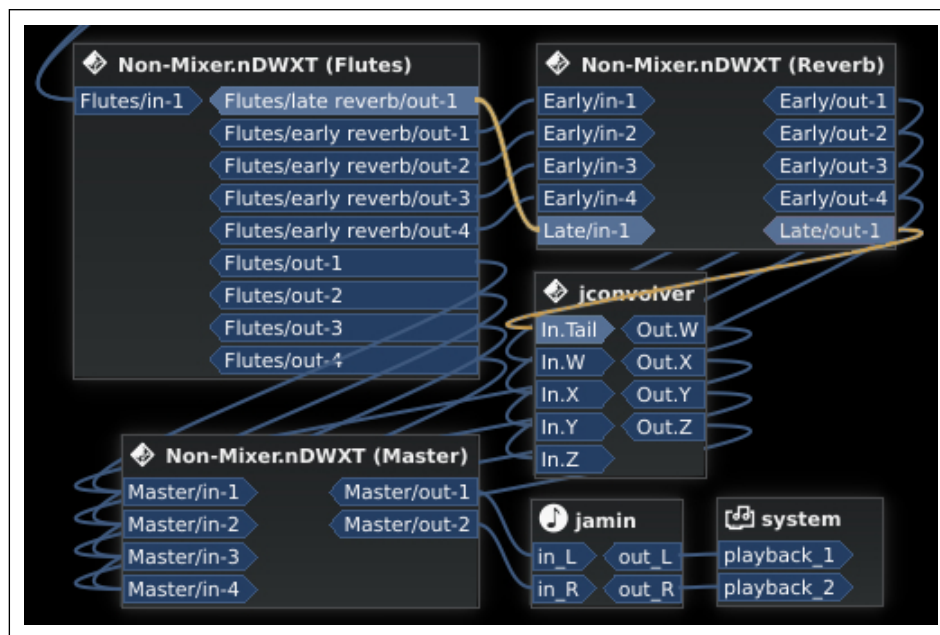 Non-Mixer.nDWXT (Flutes)
Flutes/in-1
Flutes/late reverb/out-1
Flutes/early reverb/out-1
Flutes/early reverb/out-2
Flutes/early reverb/out-3
Flutes/early reverb/out-4
Flutes/out-1
Flutes/out-2
Flutes/out-3
Flutes/out-4
Non-Mixer.nDWXT (Reverb)
Early/in-1 Early/out-1
Early/in-2 Early/out-2
Early/in-3 Early/out-3
Early/in-4 Early/out-4
Late/in-1 Late/out-1
jconvolver
In.Tail Out.W
In.W Out.X
In.X Out.Y
In.Y Out.Z
In.Z
Non-Mixer.nDWXT (Master)
Master/in-1 Master/out-1
Master/in-2 Master/out-2
Master/in-3
Master/in-4
jamin
in_L out_L
in_R out_R
system
playback_1
playback_2